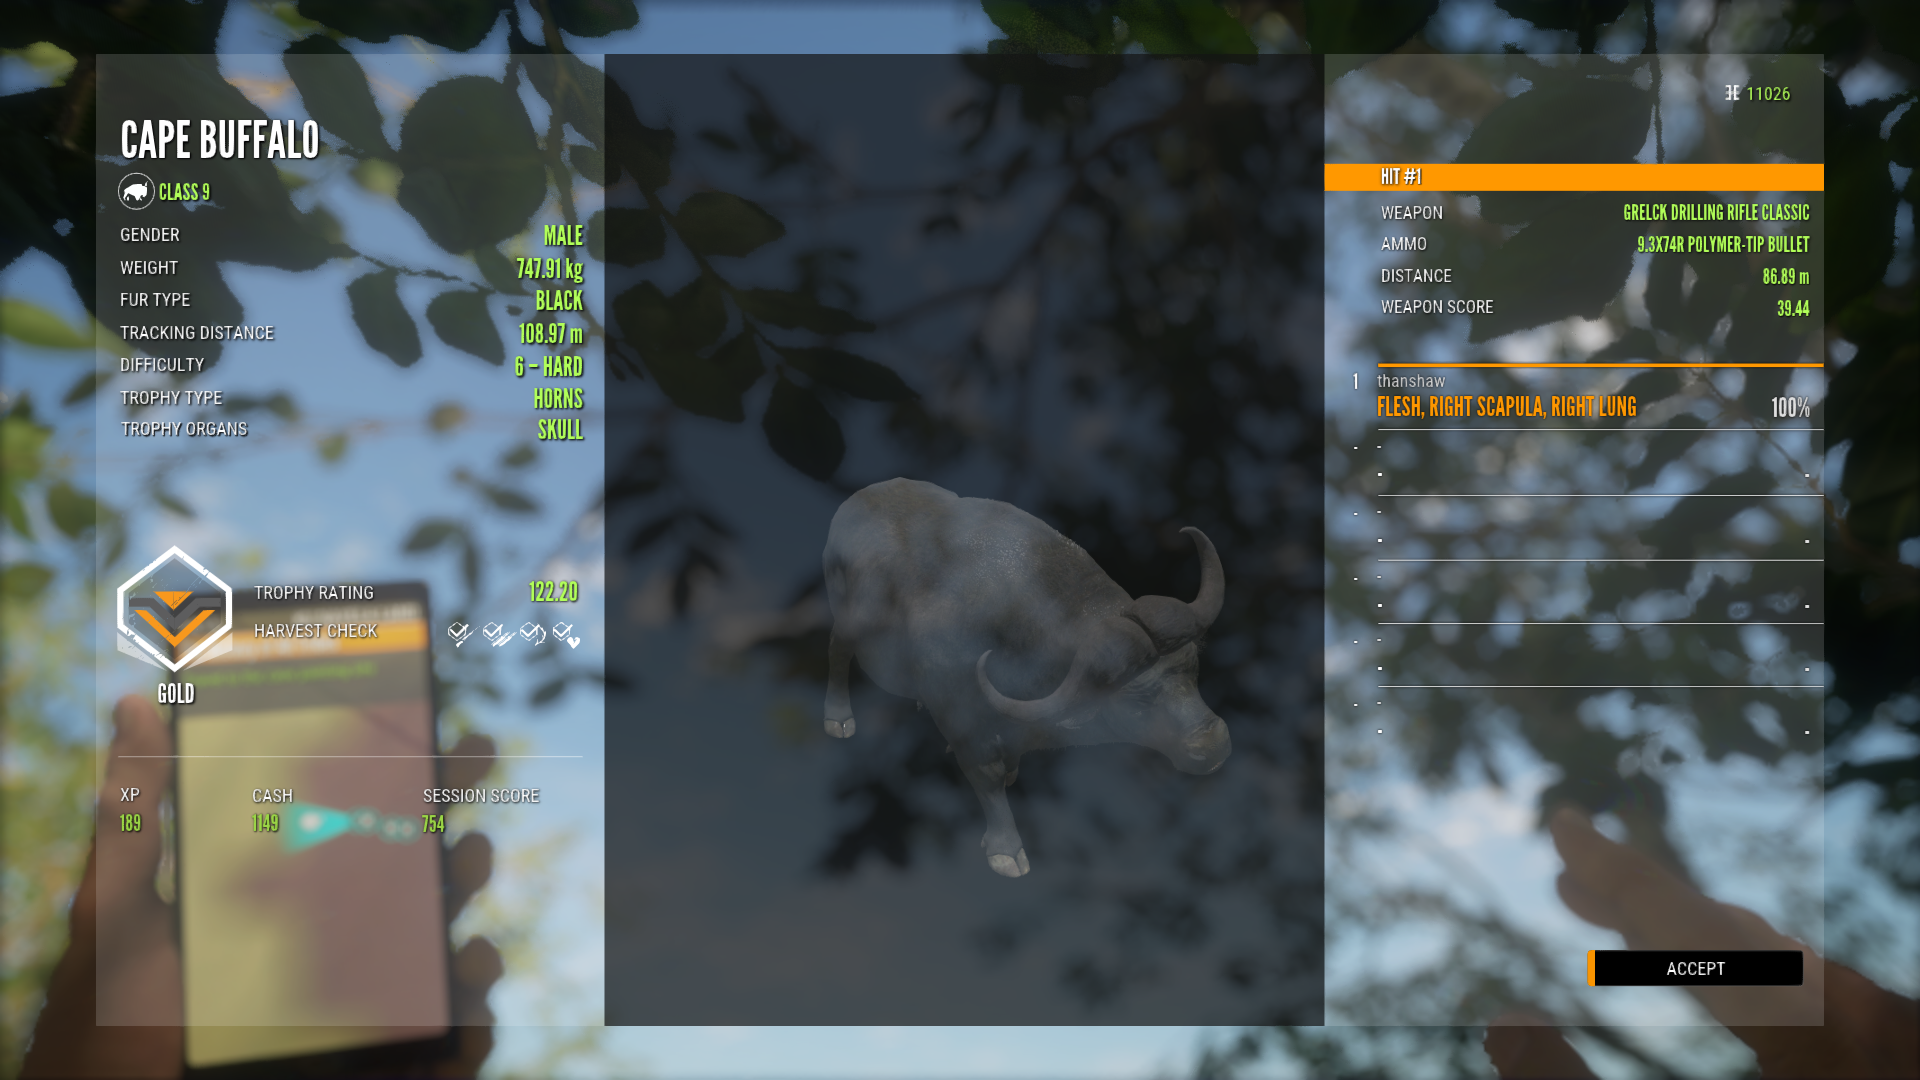 CAPE BUFFALO
CLASS 9
GENDER MALE
WEIGHT 747.91 kg
FUR TYPE BLACK
TRACKING DISTANCE 108.97 m
DIFFICULTY 6 – HARD
TROPHY TYPE HORNS
TROPHY ORGANS SKULL
TROPHY RATING 122.20
HARVEST CHECK
GOLD
XP CASH SESSION SCORE
189 1149 754
11026
HIT #1
WEAPON GRELCK DRILLING RIFLE CLASSIC
AMMO 9.3X74R POLYMER-TIP BULLET
DISTANCE 86.89 m
WEAPON SCORE 39.44
1 thanshaw
FLESH, RIGHT SCAPULA, RIGHT LUNG 100%
- -
- -
- -
- -
- -
- -
- -
- -
- -
- -
ACCEPT